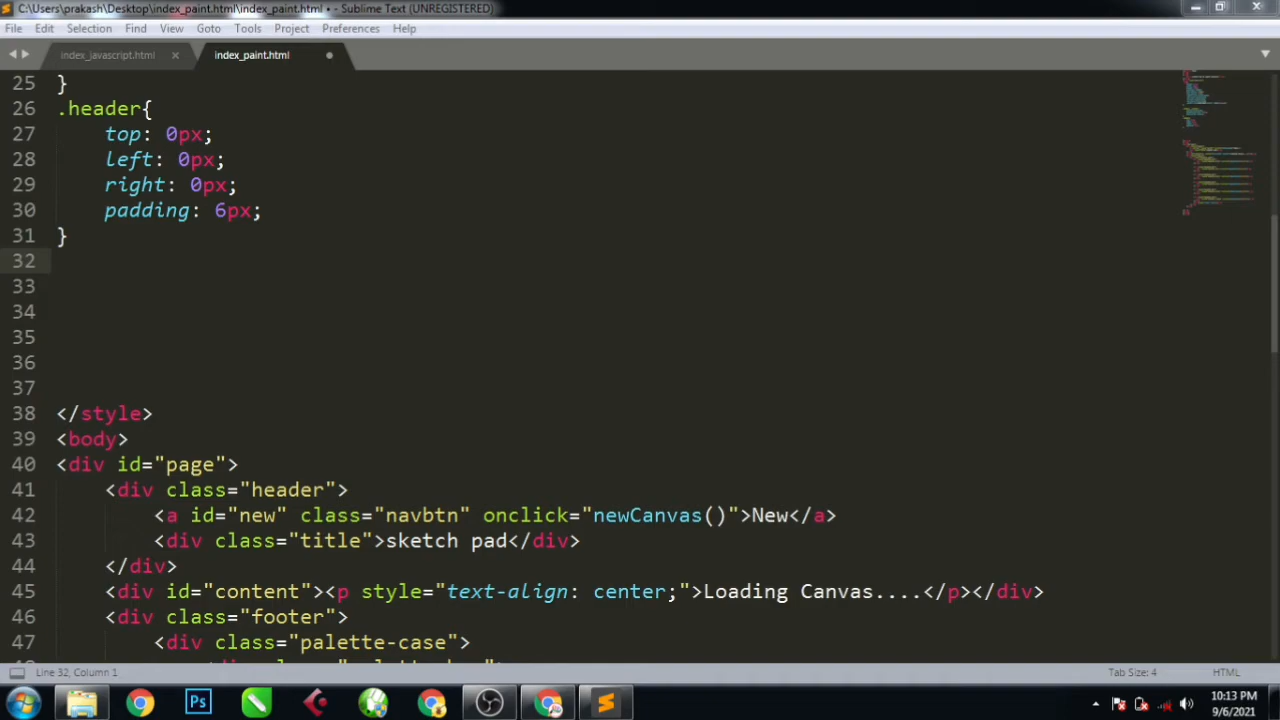 C:\Users\prakash\Desktop\index_paint.html\index_paint.html • - Sublime Text (UNREGISTERED)
File Edit Selection Find View Goto Tools Project Preferences Help
index_javascript.html index_paint.html
25 }
26 .header{
27 top: 0px;
28 left: 0px;
29 right: 0px;
30 padding: 6px;
31 }
32
33
34
35
36
37
38 </style>
39 <body>
40 <div id="page">
41 <div class="header">
42 <a id="new" class="navbtn" onclick="newCanvas()">New</a>
43 <div class="title">sketch pad</div>
44 </div>
45 <div id="content"><p style="text-align: center;">Loading Canvas....</p></div>
46 <div class="footer">
47 <div class="palette-case">
Line 32, Column 1 Tab Size: 4 HTML
Ps
10:13 PM
9/6/2021